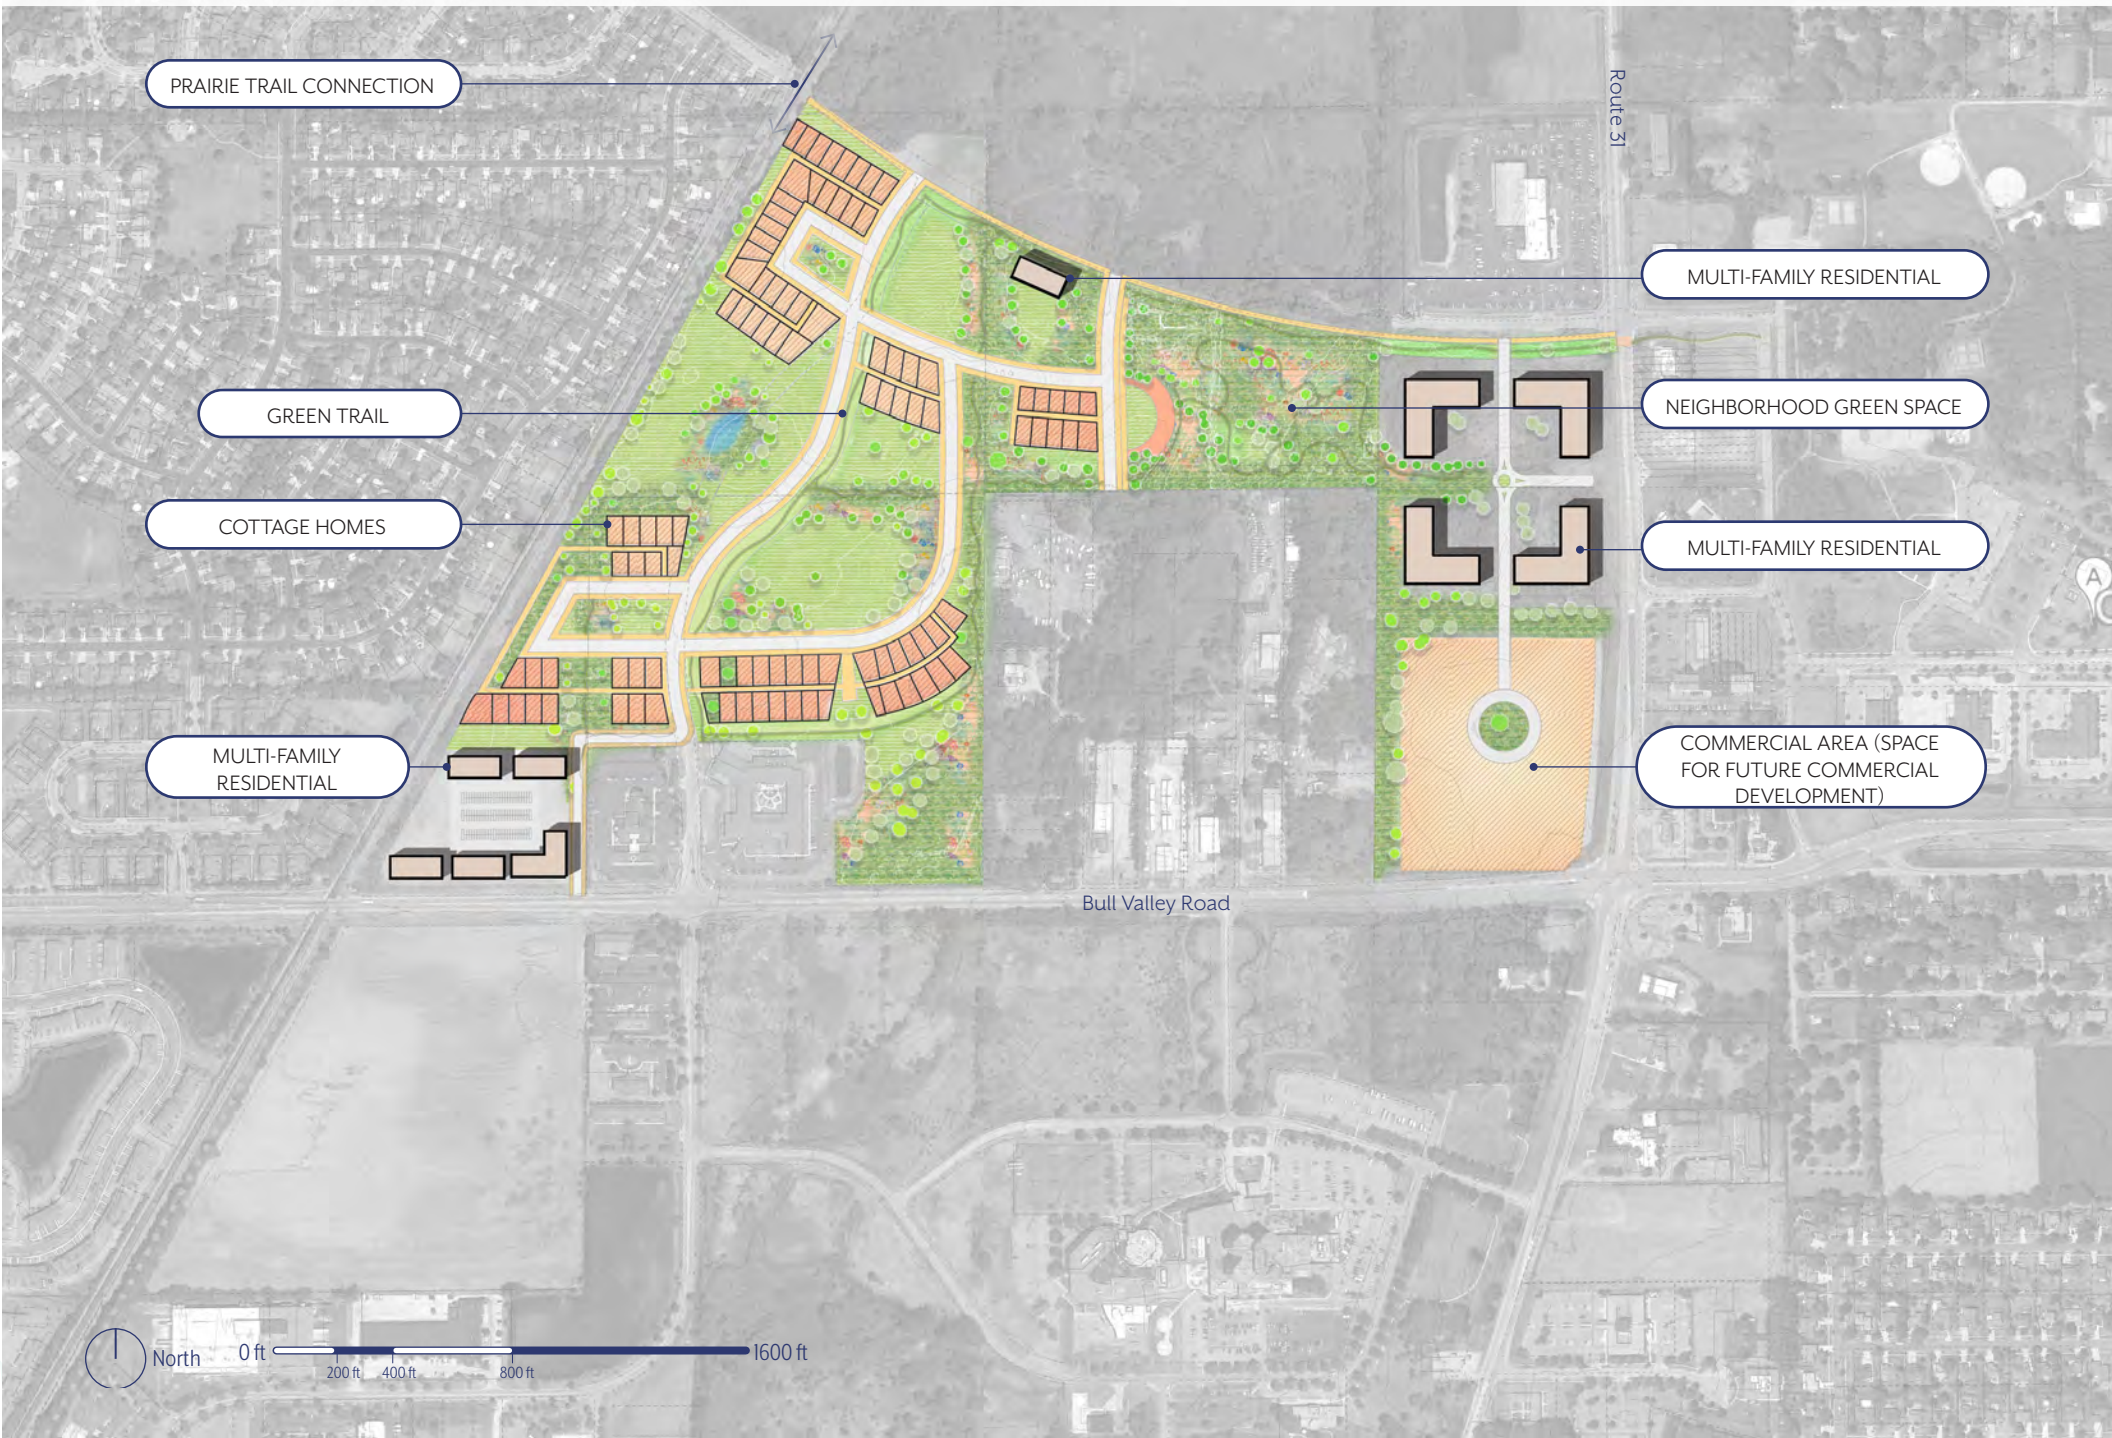 PRAIRIE TRAIL CONNECTION
Route 31
MULTI-FAMILY RESIDENTIAL
GREEN TRAIL
NEIGHBORHOOD GREEN SPACE
COTTAGE HOMES
MULTI-FAMILY RESIDENTIAL
A
MULTI-FAMILY
RESIDENTIAL
COMMERCIAL AREA (SPACE
FOR FUTURE COMMERCIAL
DEVELOPMENT)
Bull Valley Road
North
0 ft
200 ft
400 ft
800 ft
1600 ft